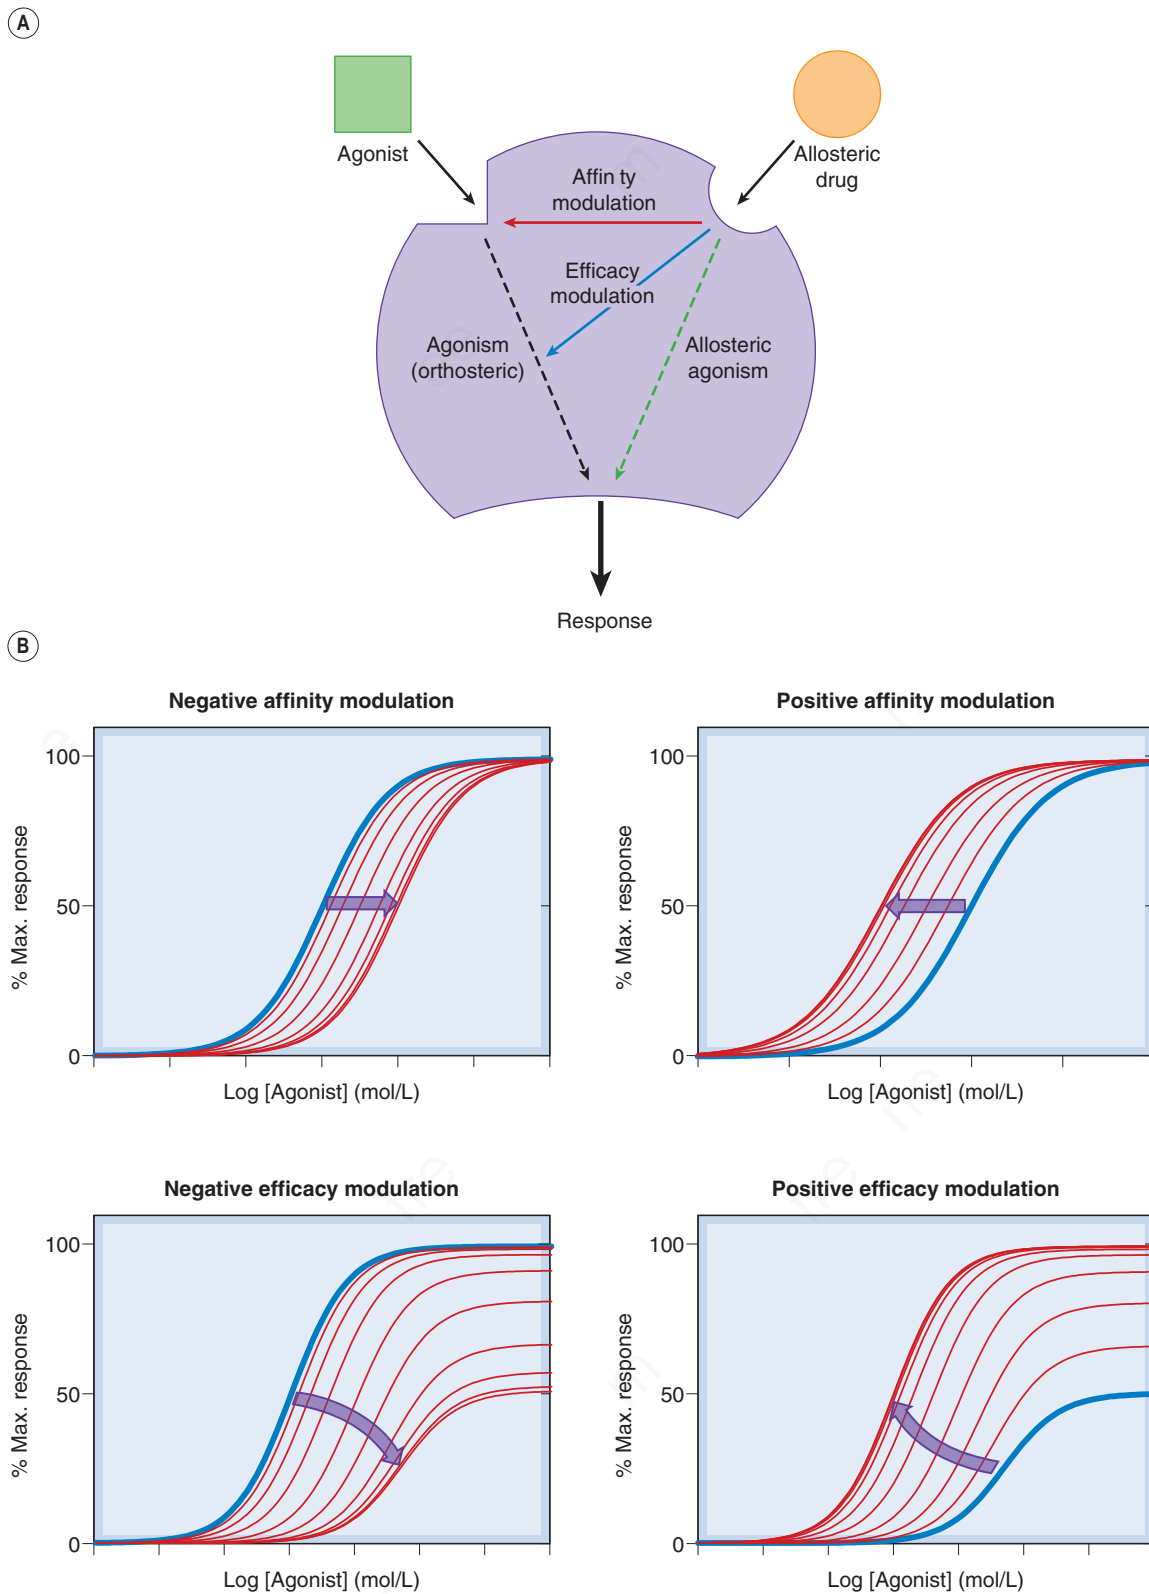 A
Agonist
Allosteric
drug
Affin ty
modulation
Efficacy
modulation
Agonism
(orthosteric)
Allosteric
agonism
Response
B
Negative affinity modulation
100
50
0
% Max. response
Log [Agonist] (mol/L)
Positive affinity modulation
100
50
0
% Max. response
Log [Agonist] (mol/L)
Negative efficacy modulation
100
50
0
% Max. response
Log [Agonist] (mol/L)
Positive efficacy modulation
100
50
0
% Max. response
Log [Agonist] (mol/L)